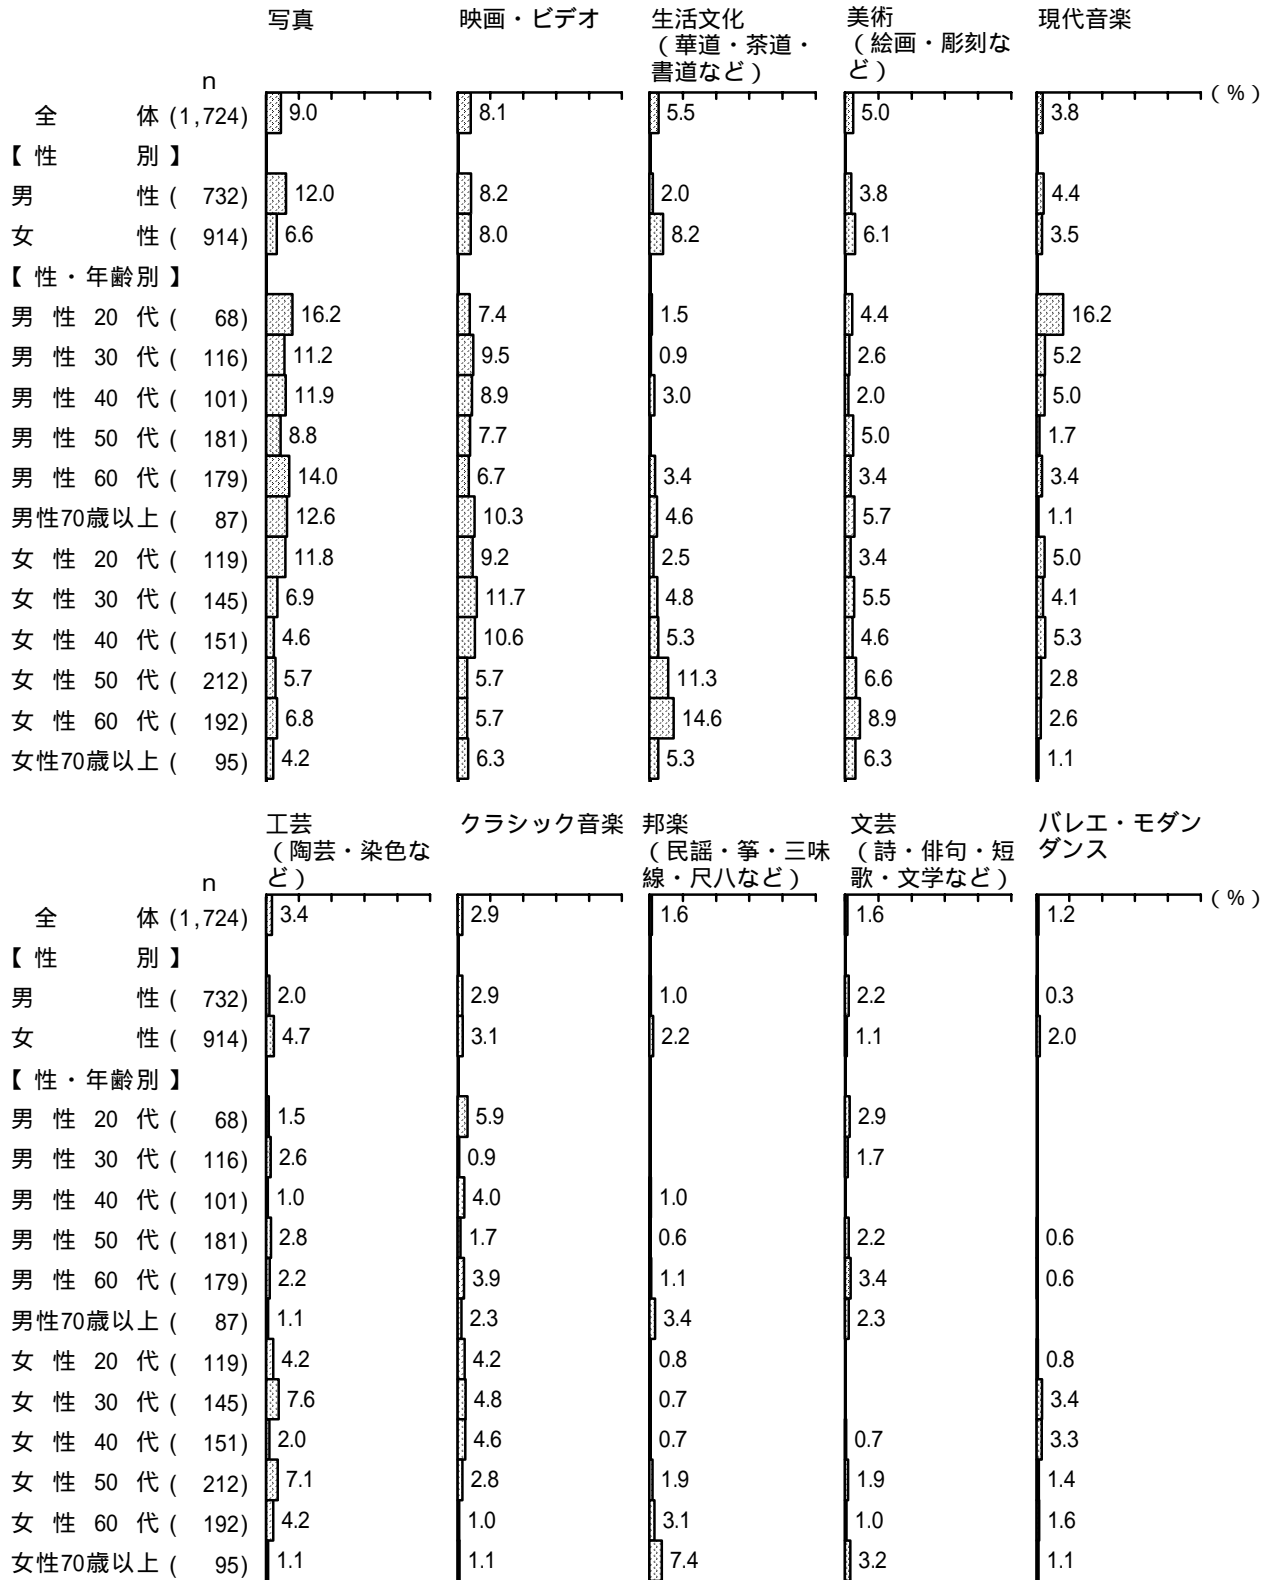 写真 映画・ビデオ 生活文化 美術 現代音楽
(華道・茶道・ (絵画・彫刻な
書道など) ど)
n
(%)
全 体 (1,724) 9.0 8.1 5.5 5.0 3.8
【 性 別 】
男 性 ( 732) 12.0 8.2 2.0 3.8 4.4
女 性 ( 914) 6.6 8.0 8.2 6.1 3.5
【 性・年齢別 】
男 性 20 代 ( 68) 16.2 7.4 1.5 4.4 16.2
男 性 30 代 ( 116) 11.2 9.5 0.9 2.6 5.2
男 性 40 代 ( 101) 11.9 8.9 3.0 2.0 5.0
男 性 50 代 ( 181) 8.8 7.7 5.0 1.7
男 性 60 代 ( 179) 14.0 6.7 3.4 3.4 3.4
男性70歳以上 ( 87) 12.6 10.3 4.6 5.7 1.1
女 性 20 代 ( 119) 11.8 9.2 2.5 3.4 5.0
女 性 30 代 ( 145) 6.9 11.7 4.8 5.5 4.1
女 性 40 代 ( 151) 4.6 10.6 5.3 4.6 5.3
女 性 50 代 ( 212) 5.7 5.7 11.3 6.6 2.8
女 性 60 代 ( 192) 6.8 5.7 14.6 8.9 2.6
女性70歳以上 ( 95) 4.2 6.3 5.3 6.3 1.1
工芸 クラシック音楽 邦楽 文芸 バレエ・モダン
(陶芸・染色な (民謡・箏・三味 (詩・俳句・短 ダンス
ど) 線・尺八など) 歌・文学など)
n
(%)
全 体 (1,724) 3.4 2.9 1.6 1.6 1.2
【 性 別 】
男 性 ( 732) 2.0 2.9 1.0 2.2 0.3
女 性 ( 914) 4.7 3.1 2.2 1.1 2.0
【 性・年齢別 】
男 性 20 代 ( 68) 1.5 5.9 2.9
男 性 30 代 ( 116) 2.6 0.9 1.7
男 性 40 代 ( 101) 1.0 4.0 1.0
男 性 50 代 ( 181) 2.8 1.7 0.6 2.2 0.6
男 性 60 代 ( 179) 2.2 3.9 1.1 3.4 0.6
男性70歳以上 ( 87) 1.1 2.3 3.4 2.3
女 性 20 代 ( 119) 4.2 4.2 0.8 0.8
女 性 30 代 ( 145) 7.6 4.8 0.7 3.4
女 性 40 代 ( 151) 2.0 4.6 0.7 0.7 3.3
女 性 50 代 ( 212) 7.1 2.8 1.9 1.9 1.4
女 性 60 代 ( 192) 4.2 1.0 3.1 1.0 1.6
女性70歳以上 ( 95) 1.1 1.1 7.4 3.2 1.1